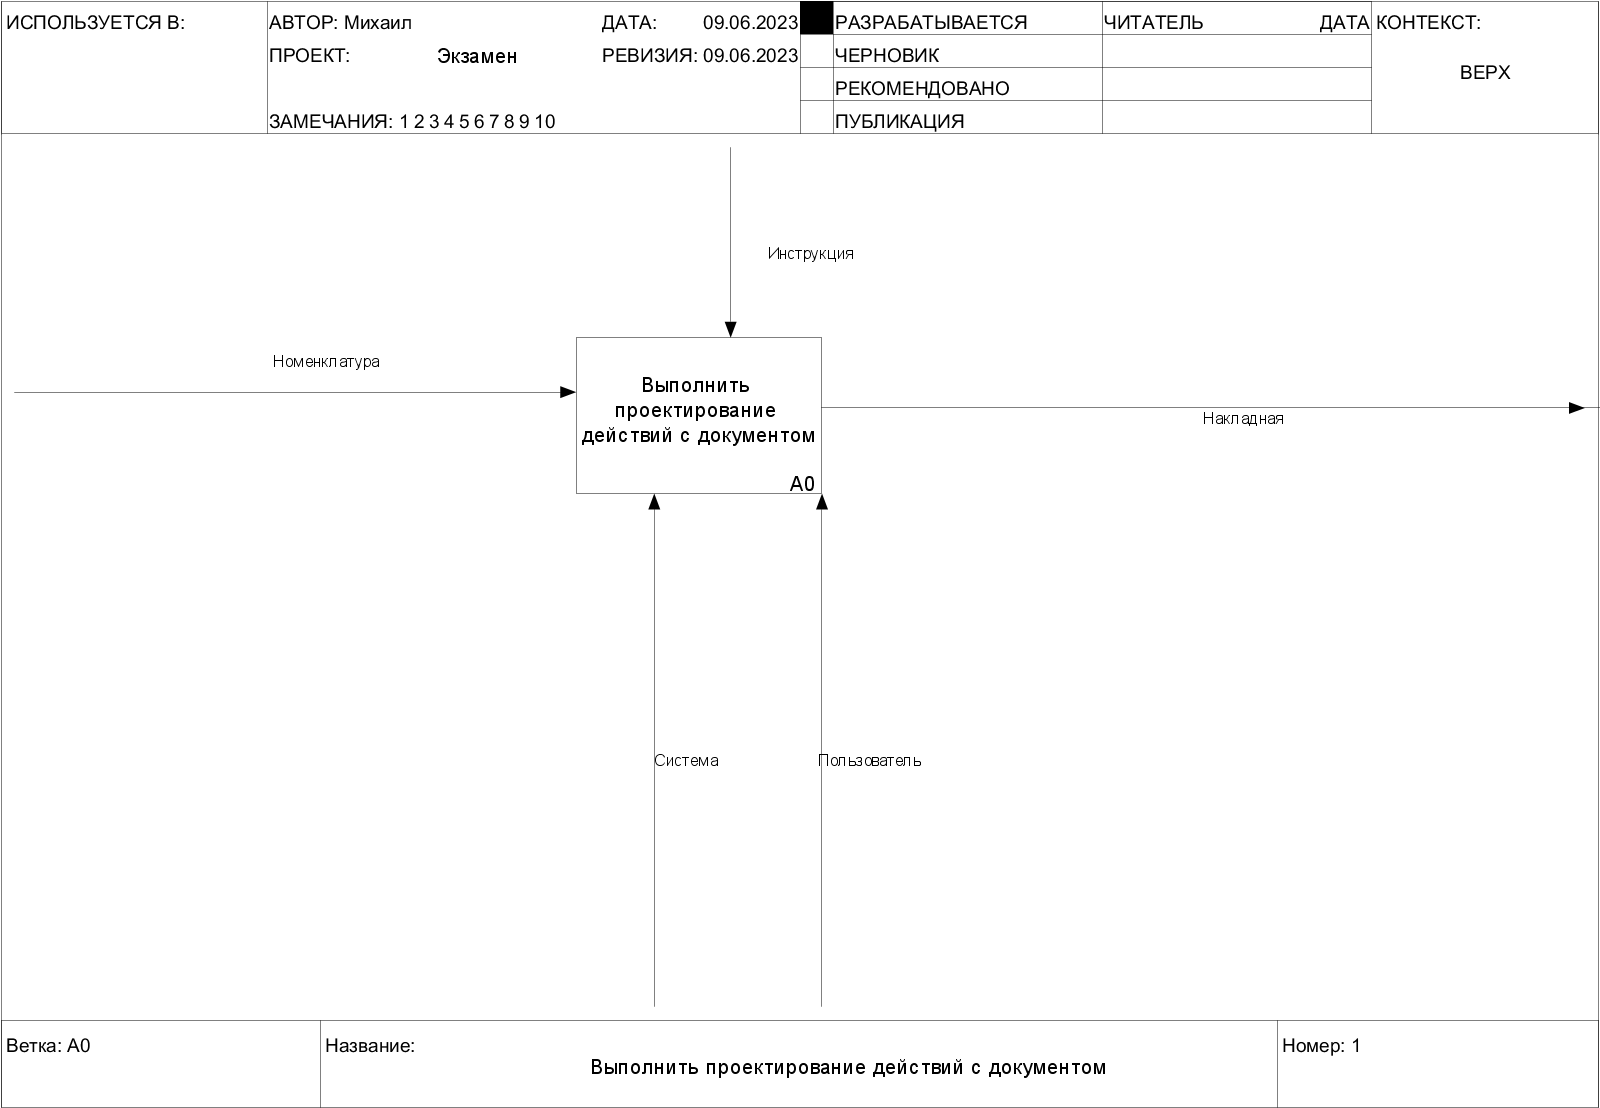 ИСПОЛЬЗУЕТСЯ В:
АВТОР: Михаил
ДАТА: 09.06.2023
ПРОЕКТ: Экзамен
РЕВИЗИЯ: 09.06.2023
ЗАМЕЧАНИЯ: 1 2 3 4 5 6 7 8 9 10
РАЗРАБАТЫВАЕТСЯ
ЧЕРНОВИК
РЕКОМЕНДОВАНО
ПУБЛИКАЦИЯ
ЧИТАТЕЛЬ
ДАТА
КОНТЕКСТ:
ВЕРХ
Инструкция
Номенклатура
Выполнить
проектирование
действий с документом
A0
Накладная
Система
Пользователь
Ветка: A0
Название:
Выполнить проектирование действий с документом
Номер: 1